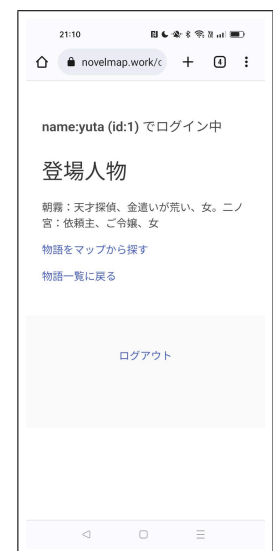 21:10
novelmap.work/c
4
name:yuta (id:1) でログイン中
登場人物
朝霧：天才探偵、金遣いが荒い、女。二ノ
宮：依頼主、ご令嬢、女
物語をマップから探す
物語一覧に戻る
ログアウト